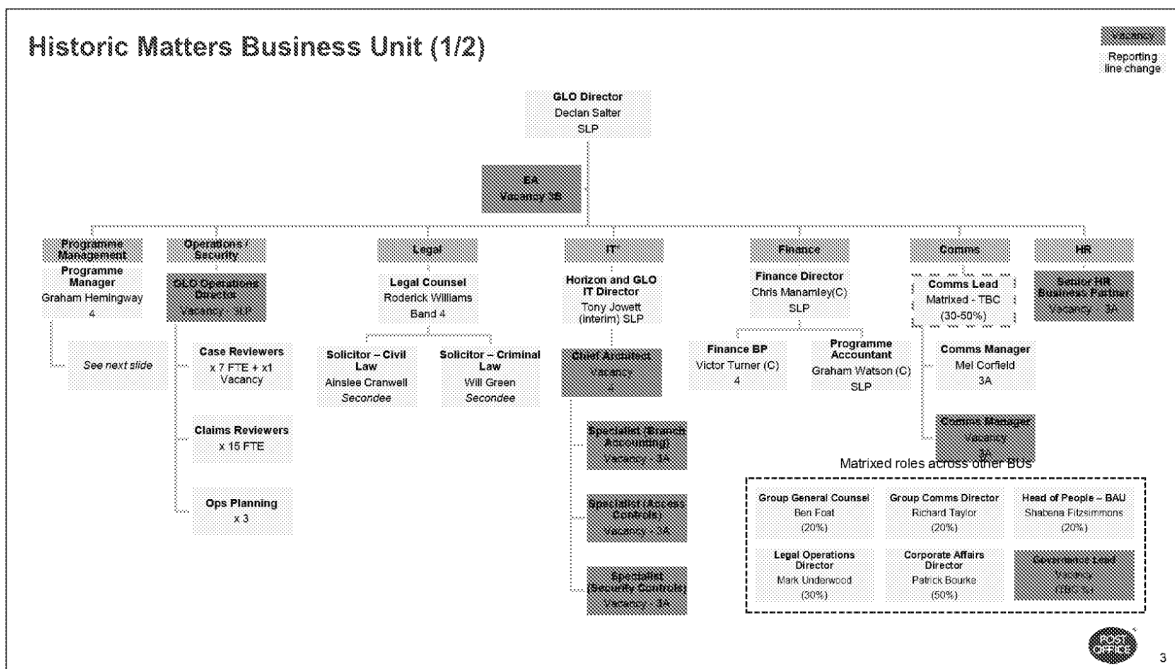 Historic Matters Business Unit (1/2)
Vacancy
Reporting
line change
GLO Director
Declan Salter
SLP
EA
Vacancy 3B
Programme
Management
Programme
Manager
Graham Hemingway
4
See next slide
Operations /
Security
GLO Operations
Director
Vacancy - SLP
Case Reviewers
x 7 FTE + x1
Vacancy
Claims Reviewers
x 15 FTE
Ops Planning
x 3
Legal
Legal Counsel
Roderick Williams
Band 4
Solicitor – Civil
Law
Ainslee Cranwell
Secondee
Solicitor – Criminal
Law
Will Green
Secondee
IT*
Horizon and GLO
IT Director
Tony Jowett
(interim) SLP
Chief Architect
Vacancy
4
Specialist (Branch
Accounting)
Vacancy - 3A
Specialist (Access
Controls)
Vacancy - 3A
Specialist
(Security Controls)
Vacancy - 3A
Finance
Finance Director
Chris Manamley(C)
SLP
Finance BP
Victor Turner (C)
4
Programme
Accountant
Graham Watson (C)
SLP
Comms
Comms Lead
Matrixed - TBC
(30-50%)
Comms Manager
Mel Corfield
3A
Comms Manager
Vacancy
3A
HR
Senior HR
Business Partner
Vacancy - 3A
Matrixed roles across other BUs
Group General Counsel
Ben Foat
(20%)
Group Comms Director
Richard Taylor
(20%)
Head of People – BAU
Shabena Fitzsimmons
(20%)
Legal Operations
Director
Mark Underwood
(30%)
Corporate Affairs
Director
Patrick Bourke
(50%)
Governance Lead
Vacancy
(TBC %)
POST
OFFICE
3